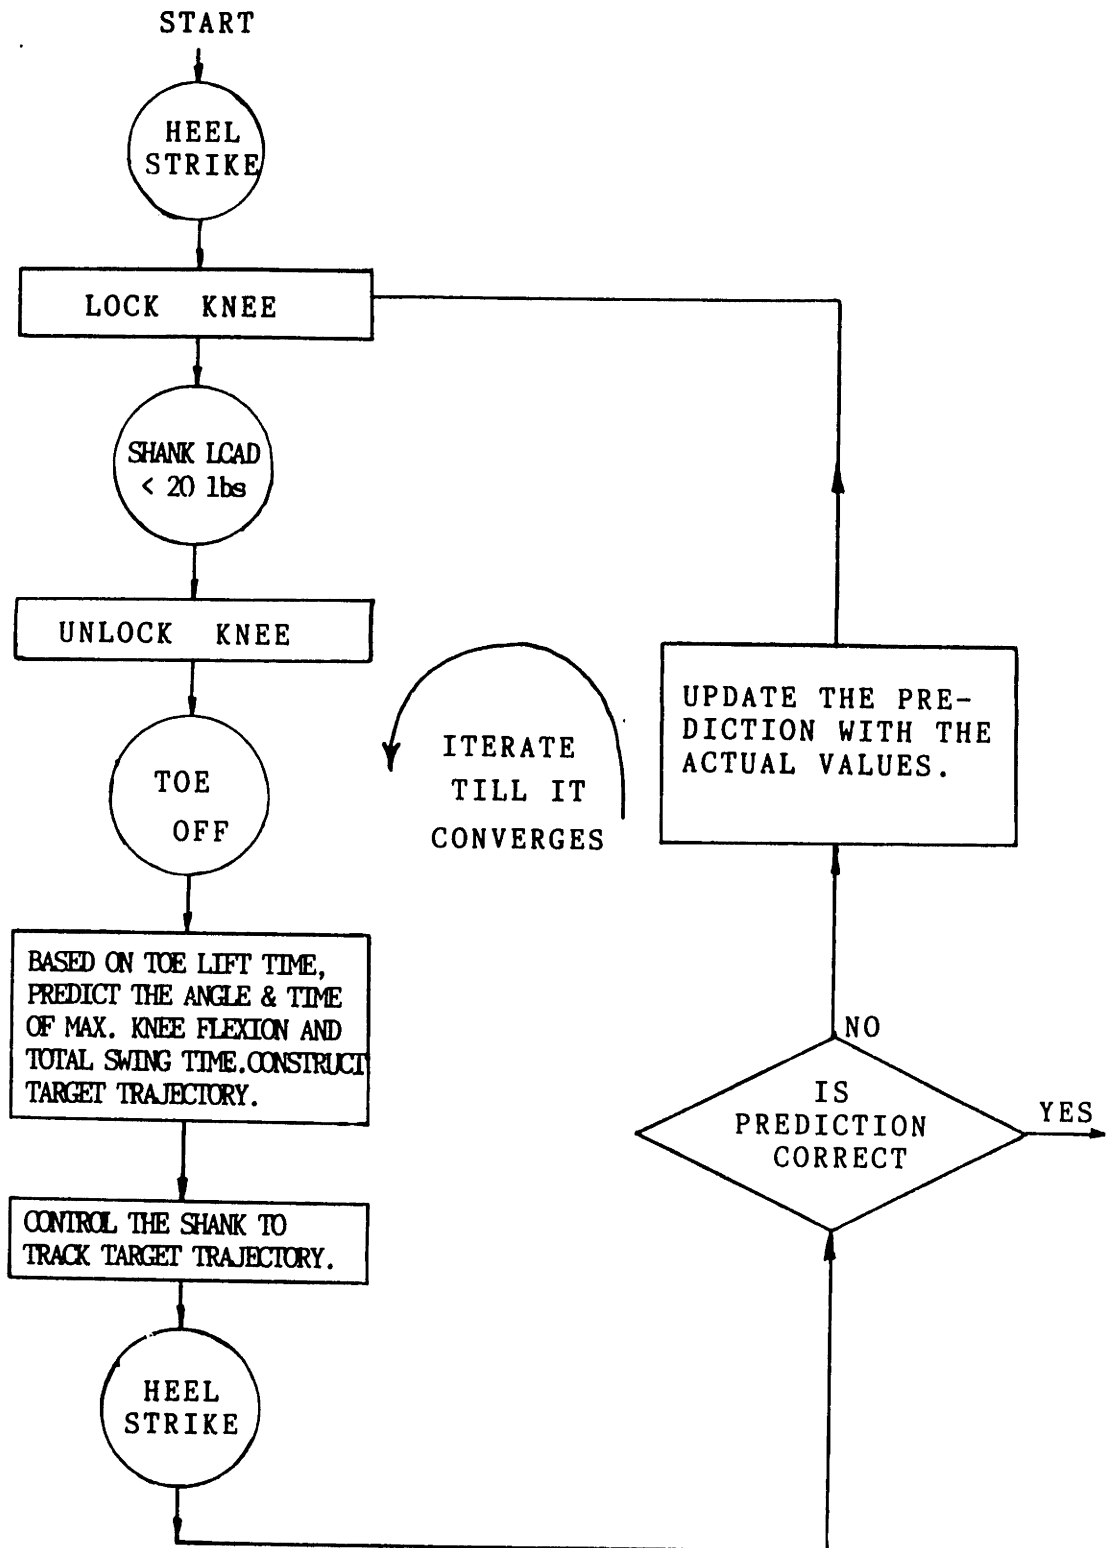 START
HEEL
STRIKE
LOCK KNEE
SHANK LOAD
< 20 lbs
UNLOCK KNEE
TOE
OFF
BASED ON TOE LIFT TIME,
PREDICT THE ANGLE & TIME
OF MAX. KNEE FLEXION AND
TOTAL SWING TIME.CONSTRUCT
TARGET TRAJECTORY.
CONTROL THE SHANK TO
TRACK TARGET TRAJECTORY.
HEEL
STRIKE
ITERATE
TILL IT
CONVERGES
UPDATE THE PRE-
DICTION WITH THE
ACTUAL VALUES.
NO
IS
PREDICTION
CORRECT
YES